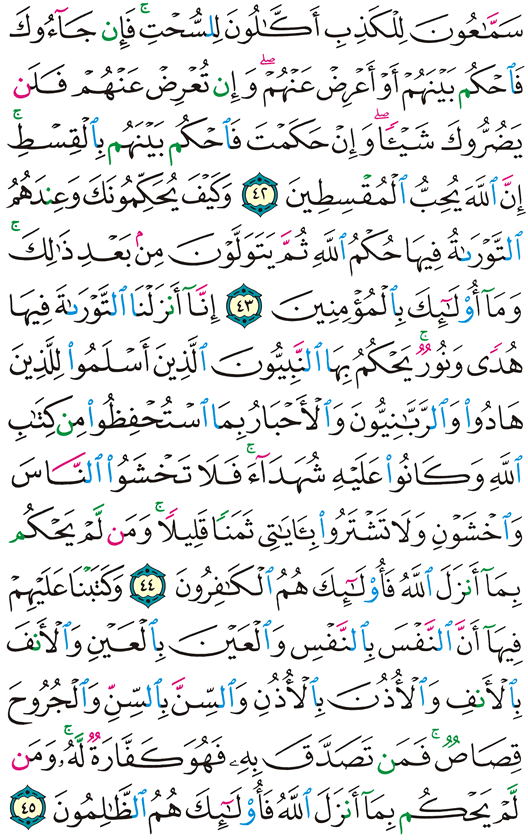 سَمَّـٰعُونَ لِلْكَذِبِ أَكَّـٰلُونَ لِلسُّحْتِ ۚ فَإِن جَآءُوكَ
فَٱحْكُم بَيْنَهُمْ أَوْ أَعْرِضْ عَنْهُمْ ۖ وَإِن تُعْرِضْ عَنْهُمْ فَلَن
يَضُرُّوكَ شَيْـًٔا ۖ وَإِنْ حَكَمْتَ فَٱحْكُم بَيْنَهُم بِٱلْقِسْطِ ۚ
إِنَّ ٱللَّهَ يُحِبُّ ٱلْمُقْسِطِينَ ٤٢ وَكَيْفَ يُحَكِّمُونَكَ وَعِندَهُمُ
ٱلتَّوْرَىٰةُ فِيهَا حُكْمُ ٱللَّهِ ثُمَّ يَتَوَلَّوْنَ مِنۢ بَعْدِ ذَٰلِكَ ۚ
وَمَآ أُو۟لَـٰٓئِكَ بِٱلْمُؤْمِنِينَ ٤٣ إِنَّآ أَنزَلْنَا ٱلتَّوْرَىٰةَ فِيهَا
هُدًى وَنُورٌ ۚ يَحْكُمُ بِهَا ٱلنَّبِيُّونَ ٱلَّذِينَ أَسْلَمُوا۟ لِلَّذِينَ
هَادُوا۟ وَٱلرَّبَّـٰنِيُّونَ وَٱلْأَحْبَارُ بِمَا ٱسْتُحْفِظُوا۟ مِن كِتَـٰبِ
ٱللَّهِ وَكَانُوا۟ عَلَيْهِ شُهَدَآءَ ۚ فَلَا تَخْشَوُا۟ ٱلنَّاسَ
وَٱخْشَوْنِ وَلَا تَشْتَرُوا۟ بِـَٔايَـٰتِى ثَمَنًا قَلِيلًا ۚ وَمَن لَّمْ يَحْكُم
بِمَآ أَنزَلَ ٱللَّهُ فَأُو۟لَـٰٓئِكَ هُمُ ٱلْكَـٰفِرُونَ ٤٤ وَكَتَبْنَا عَلَيْهِمْ
فِيهَآ أَنَّ ٱلنَّفْسَ بِٱلنَّفْسِ وَٱلْعَيْنَ بِٱلْعَيْنِ وَٱلْأَنفَ
بِٱلْأَنفِ وَٱلْأُذُنَ بِٱلْأُذُنِ وَٱلسِّنَّ بِٱلسِّنِّ وَٱلْجُرُوحَ
قِصَاصٌ ۚ فَمَن تَصَدَّقَ بِهِۦ فَهُوَ كَفَّارَةٌ لَّهُۥ ۚ وَمَن
لَّمْ يَحْكُم بِمَآ أَنزَلَ ٱللَّهُ فَأُو۟لَـٰٓئِكَ هُمُ ٱلظَّـٰلِمُونَ ٤٥